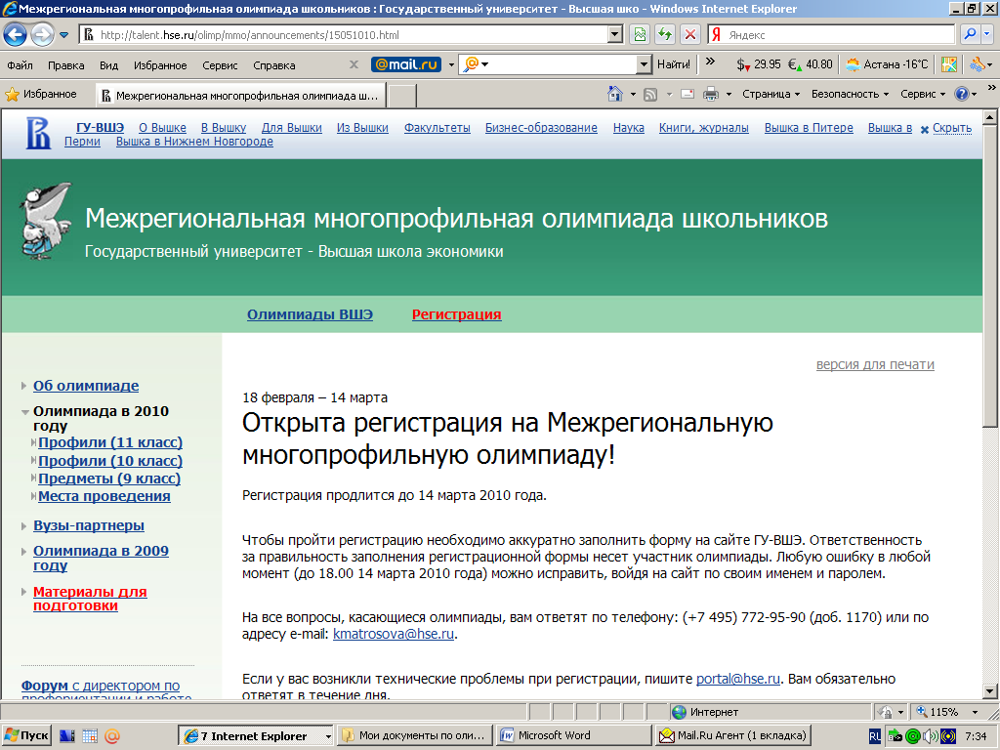 Межрегиональная многопрофильная олимпиада школьников : Государственный университет - Высшая шко - Windows Internet Explorer
http://talent.hse.ru/olimp/mmo/announcements/15051010.html
Яндекс
Файл Правка Вид Избранное Сервис Справка
@mail.ru
Найти!
$ 29.95 € 40.80 Астана -16°C
Избранное
Межрегиональная многопрофильная олимпиада ш...
Страница Безопасность Сервис
ГУ-ВШЭ О Вышке В Вышку Для Вышки Из Вышки Факультеты Бизнес-образование Наука Книги, журналы Вышка в Питере Вышка в Скрыть
Перми Вышка в Нижнем Новгороде
Межрегиональная многопрофильная олимпиада школьников
Государственный университет - Высшая школа экономики
Олимпиады ВШЭ Регистрация
Об олимпиаде
Олимпиада в 2010
году
Профили (11 класс)
Профили (10 класс)
Предметы (9 класс)
Места проведения
Вузы-партнеры
Олимпиада в 2009
году
Материалы для
подготовки
Форум с директором по
профориентации и работе
версия для печати
18 февраля – 14 марта
Открыта регистрация на Межрегиональную
многопрофильную олимпиаду!
Регистрация продлится до 14 марта 2010 года.
Чтобы пройти регистрацию необходимо аккуратно заполнить форму на сайте ГУ-ВШЭ. Ответственность
за правильность заполнения регистрационной формы несет участник олимпиады. Любую ошибку в любой
момент (до 18.00 14 марта 2010 года) можно исправить, войдя на сайт по своим именем и паролем.
На все вопросы, касающиеся олимпиады, вам ответят по телефону: (+7 495) 772-95-90 (доб. 1170) или по
адресу e-mail: kmatrosova@hse.ru.
Если у вас возникли технические проблемы при регистрации, пишите portal@hse.ru. Вам обязательно
ответят в течение дня.
Интернет
115%
Пуск
7 Internet Explorer
Мои документы по оли...
Microsoft Word
Mail.Ru Агент (1 вкладка)
RU
7:34